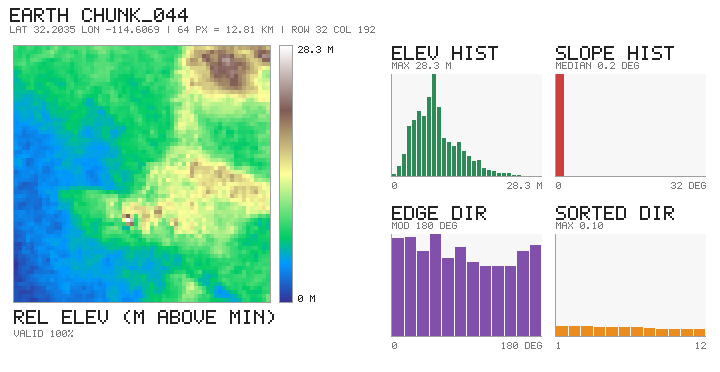 EARTH CHUNK_044
LAT 32.2035 LON -114.6069 | 64 PX = 12.81 KM | ROW 32 COL 192
28.3 M
0 M
REL ELEV (M ABOVE MIN)
VALID 100%
ELEV HIST
MAX 28.3 M
0 28.3 M
SLOPE HIST
MEDIAN 0.2 DEG
0 32 DEG
EDGE DIR
MOD 180 DEG
0 180 DEG
SORTED DIR
MAX 0.10
1 12